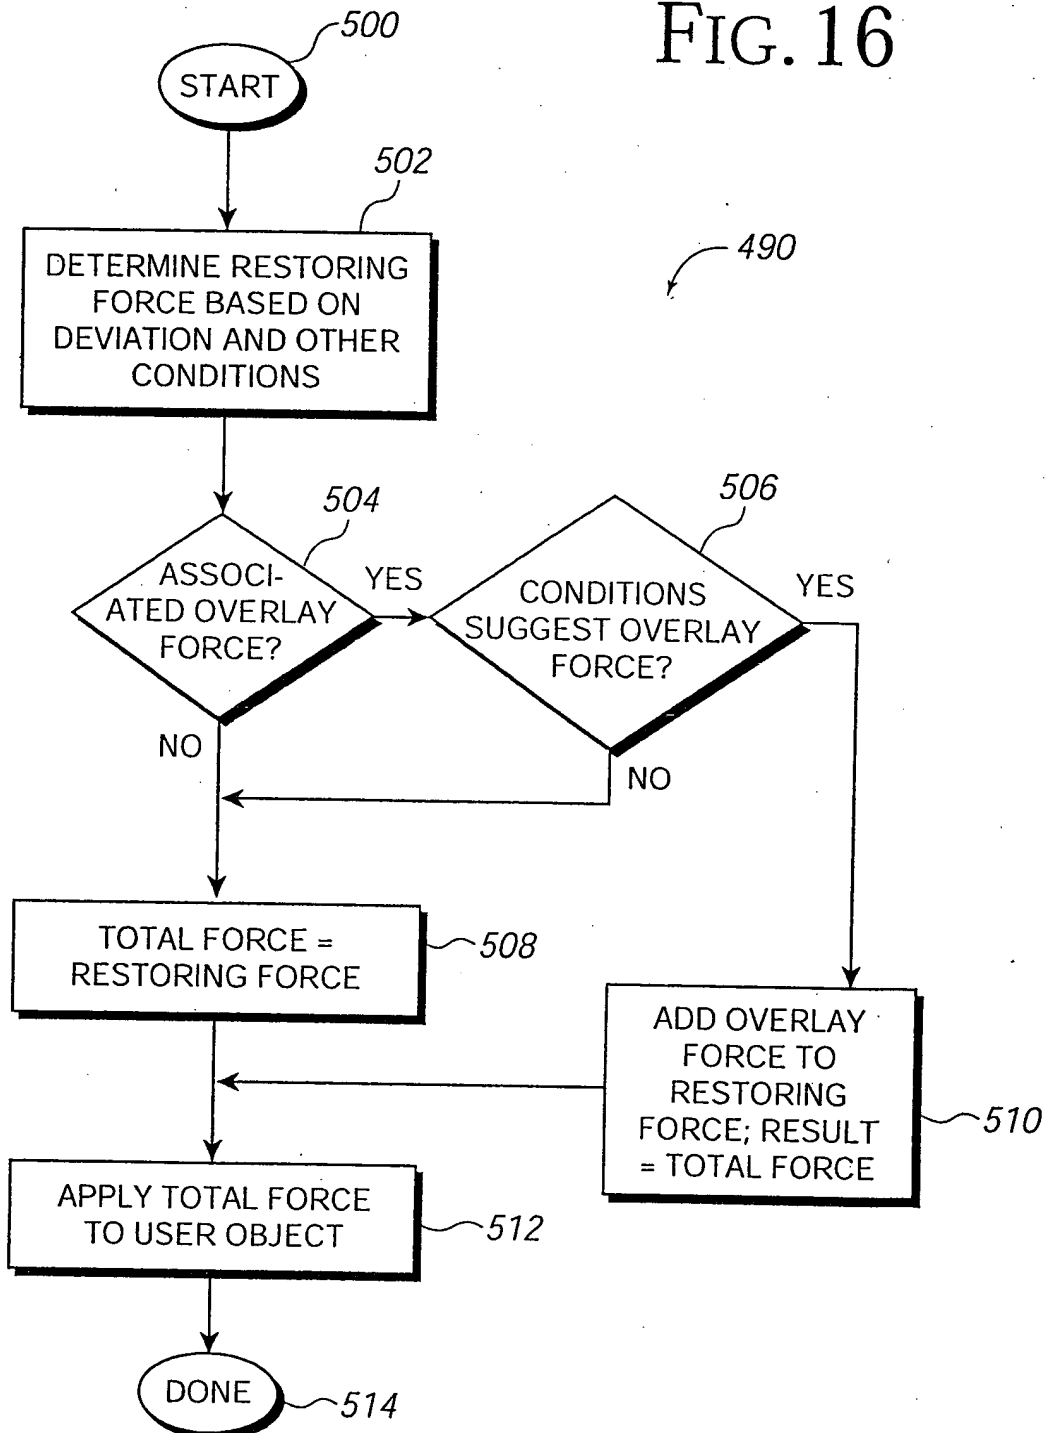 FIG. 16
500
START
502
490
DETERMINE RESTORING
FORCE BASED ON
DEVIATION AND OTHER
CONDITIONS
504
506
ASSOCI-
ATED OVERLAY
FORCE?
YES
CONDITIONS
SUGGEST OVERLAY
FORCE?
YES
NO
NO
TOTAL FORCE =
RESTORING FORCE
508
ADD OVERLAY
FORCE TO
RESTORING
FORCE; RESULT
= TOTAL FORCE
510
APPLY TOTAL FORCE
TO USER OBJECT
512
DONE
514